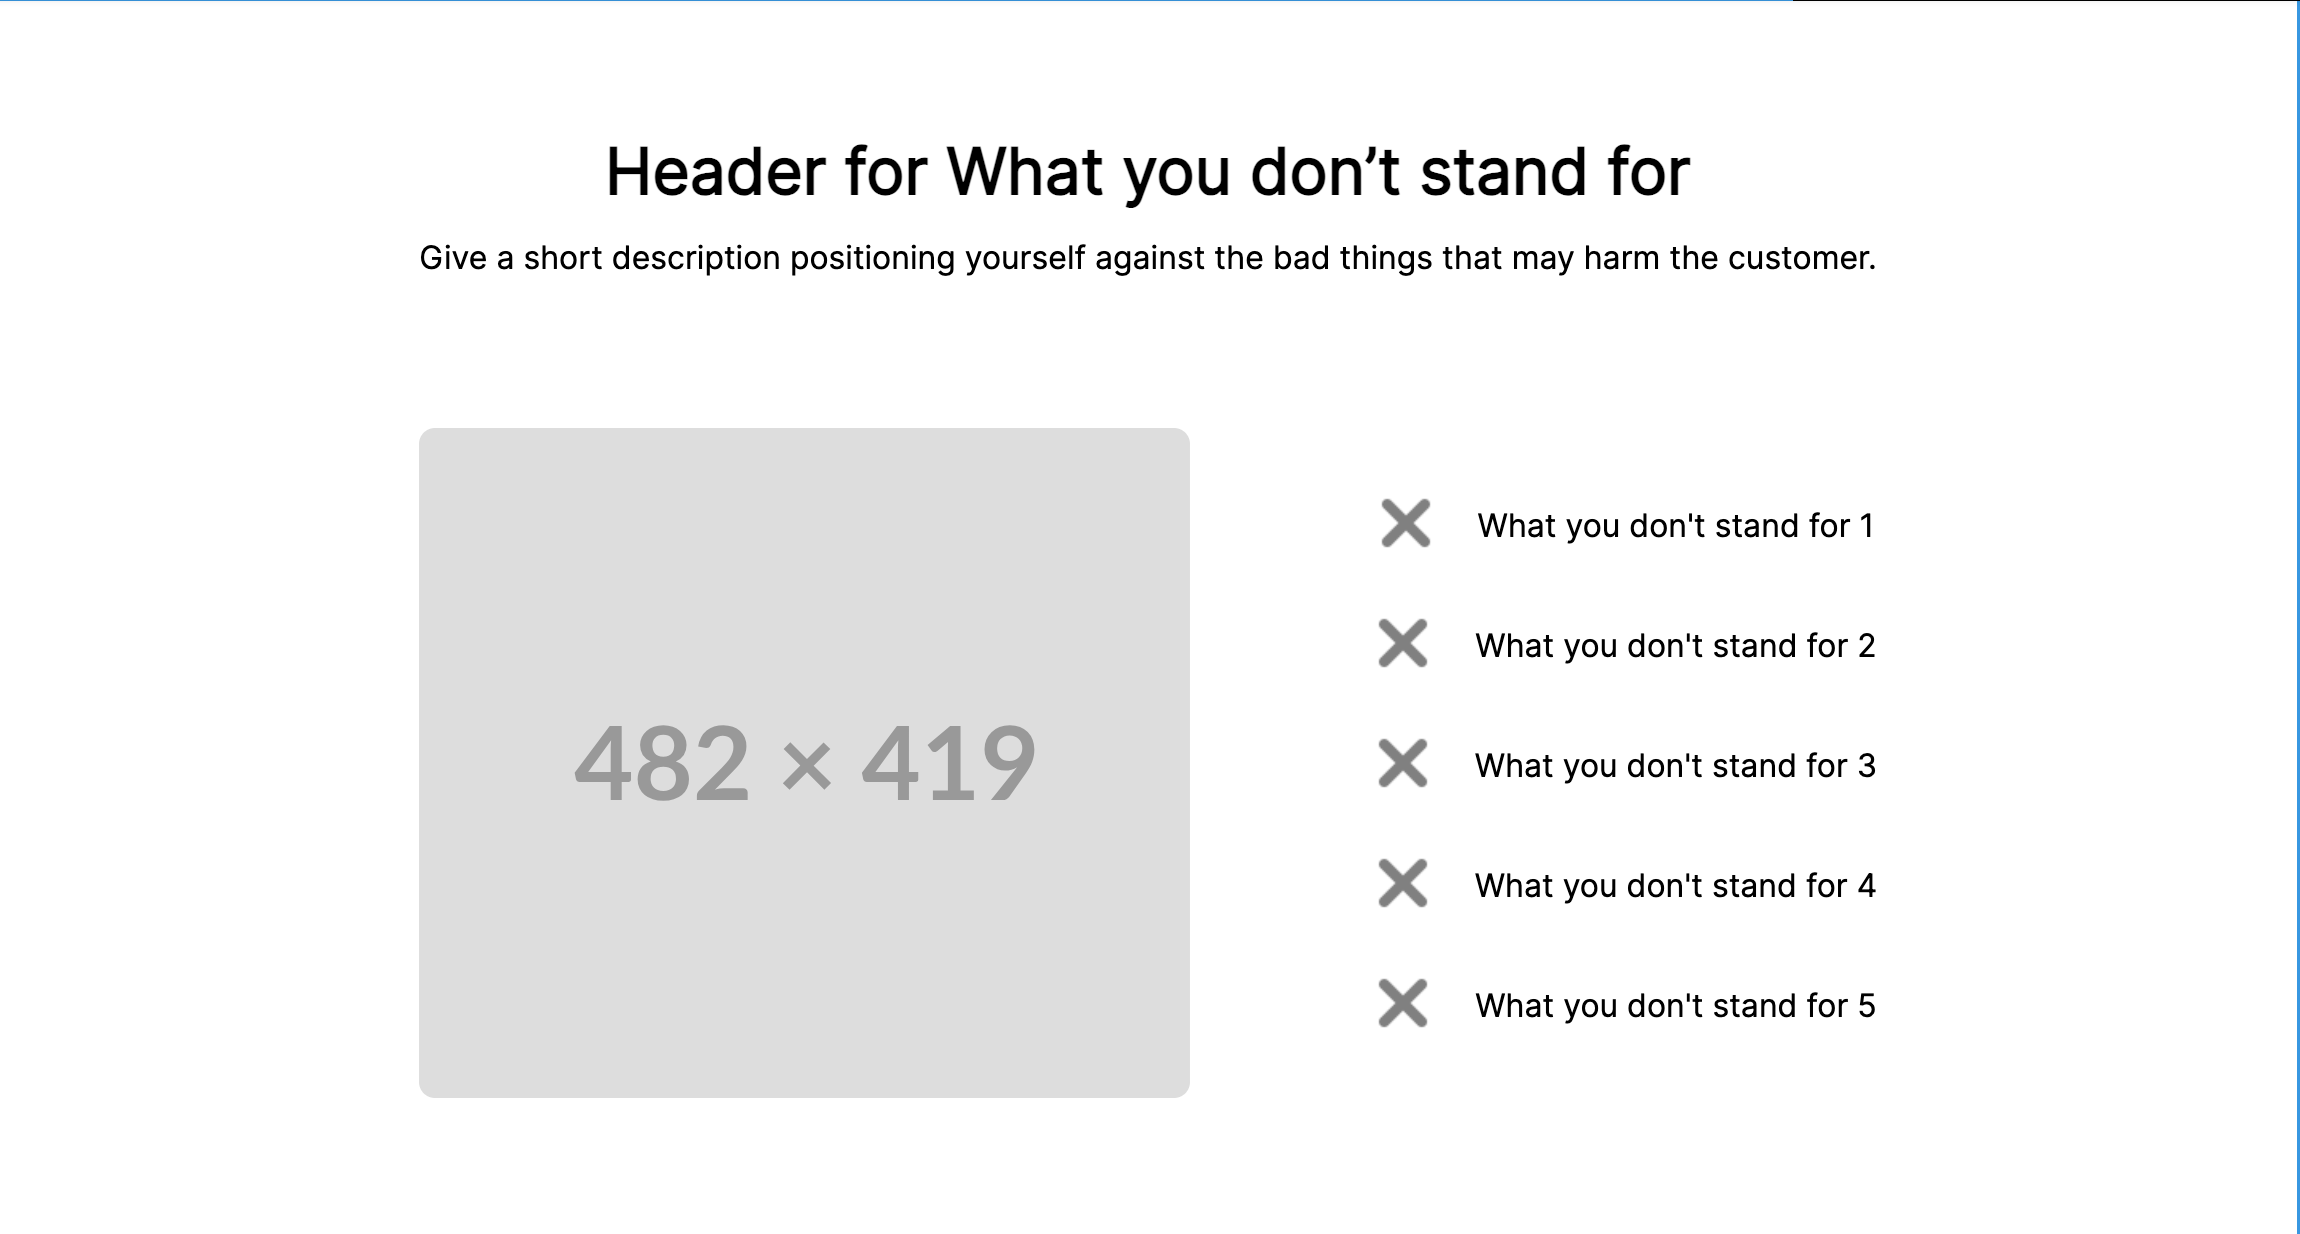 Header for What you don’t stand for
Give a short description positioning yourself against the bad things that may harm the customer.
482 × 419
What you don't stand for 1
What you don't stand for 2
What you don't stand for 3
What you don't stand for 4
What you don't stand for 5